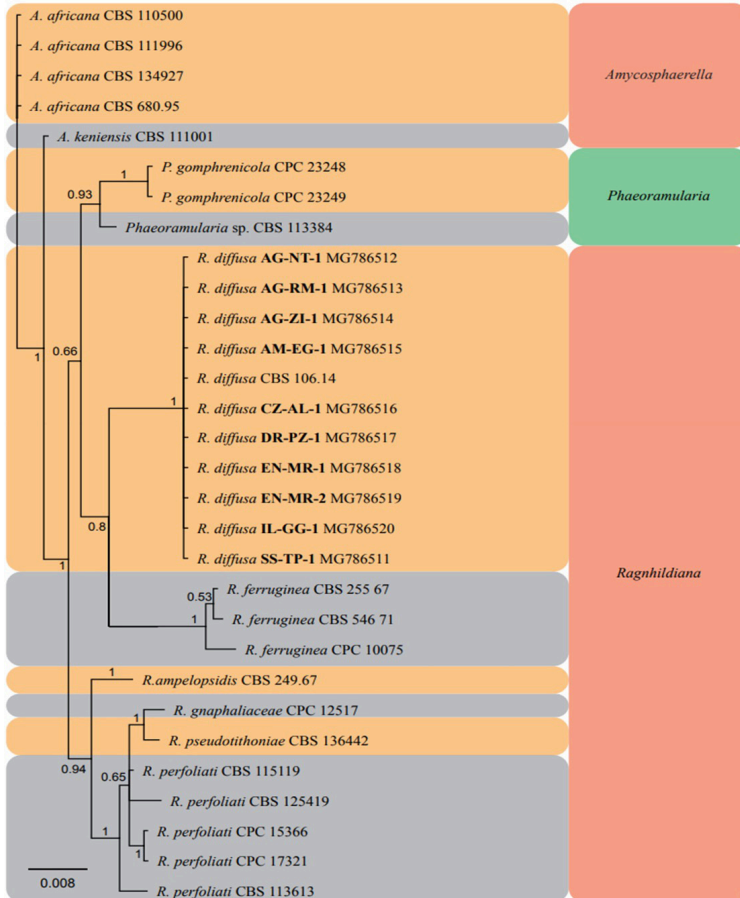 A. africana CBS 110500
A. africana CBS 111996
A. africana CBS 134927
A. africana CBS 680.95
Amycosphaerella
A. keniensis CBS 111001
1
P. gomphrenicola CPC 23248
0.93
P. gomphrenicola CPC 23249
Phaeoramularia
Phaeoramularia sp. CBS 113384
R. diffusa AG-NT-1 MG786512
R. diffusa AG-RM-1 MG786513
R. diffusa AG-ZI-1 MG786514
0.66
R. diffusa AM-EG-1 MG786515
1
R. diffusa CBS 106.14
1
R. diffusa CZ-AL-1 MG786516
R. diffusa DR-PZ-1 MG786517
R. diffusa EN-MR-1 MG786518
R. diffusa EN-MR-2 MG786519
0.8
R. diffusa IL-GG-1 MG786520
R. diffusa SS-TP-1 MG786511
1
Ragnhildiana
R. ferruginea CBS 255 67
0.53
R. ferruginea CBS 546 71
1
R. ferruginea CPC 10075
1
R.ampelopsidis CBS 249.67
R. gnaphaliaceae CPC 12517
1
R. pseudotithoniae CBS 136442
0.94
R. perfoliati CBS 115119
0.65
R. perfoliati CBS 125419
R. perfoliati CPC 15366
1
R. perfoliati CPC 17321
1
0.008
R. perfoliati CBS 113613